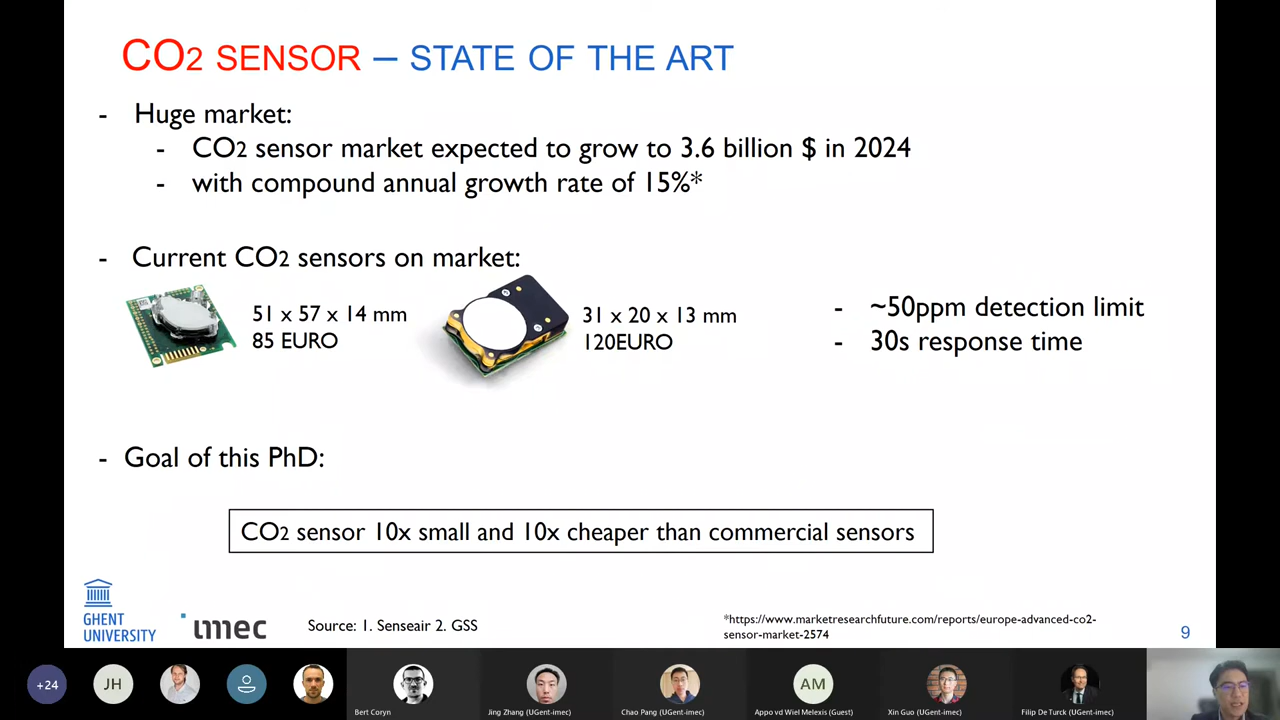 CO2 SENSOR – STATE OF THE ART
- Huge market:
- CO2 sensor market expected to grow to 3.6 billion $ in 2024
- with compound annual growth rate of 15%*
- Current CO2 sensors on market:
51 x 57 x 14 mm
85 EURO
31 x 20 x 13 mm
120EURO
- ~50ppm detection limit
- 30s response time
- Goal of this PhD:
CO2 sensor 10x small and 10x cheaper than commercial sensors
GHENT
UNIVERSITY
imec
Source: 1. Senseair 2. GSS
*https://www.marketresearchfuture.com/reports/europe-advanced-co2-
sensor-market-2574
9
+24
JH
AM
Bert Coryn
Jing Zhang (UGent-imec)
Chao Pang (UGent-imec)
Appo vd Wiel Melexis (Guest)
Xin Guo (UGent-imec)
Filip De Turck (UGent-imec)